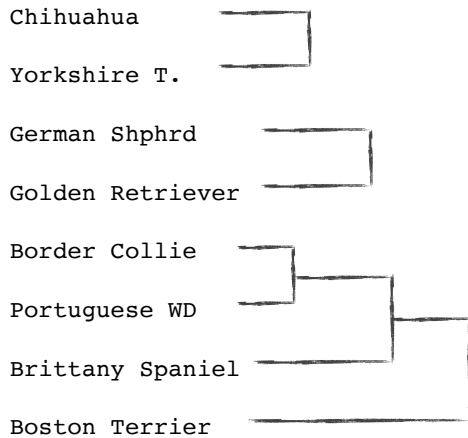 Chihuahua
Yorkshire T.
German Shphrd
Golden Retriever
Border Collie
Portuguese WD
Brittany Spaniel
Boston Terrier